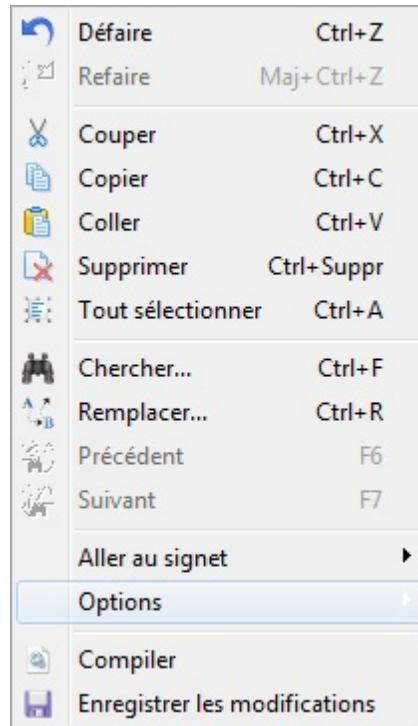 Défaire Ctrl+Z
Refaire Maj+Ctrl+Z
Couper Ctrl+X
Copier Ctrl+C
Coller Ctrl+V
Supprimer Ctrl+Suppr
Tout sélectionner Ctrl+A
Chercher... Ctrl+F
Remplacer... Ctrl+R
Précédent F6
Suivant F7
Aller au signet
Options
Compiler
Enregistrer les modifications